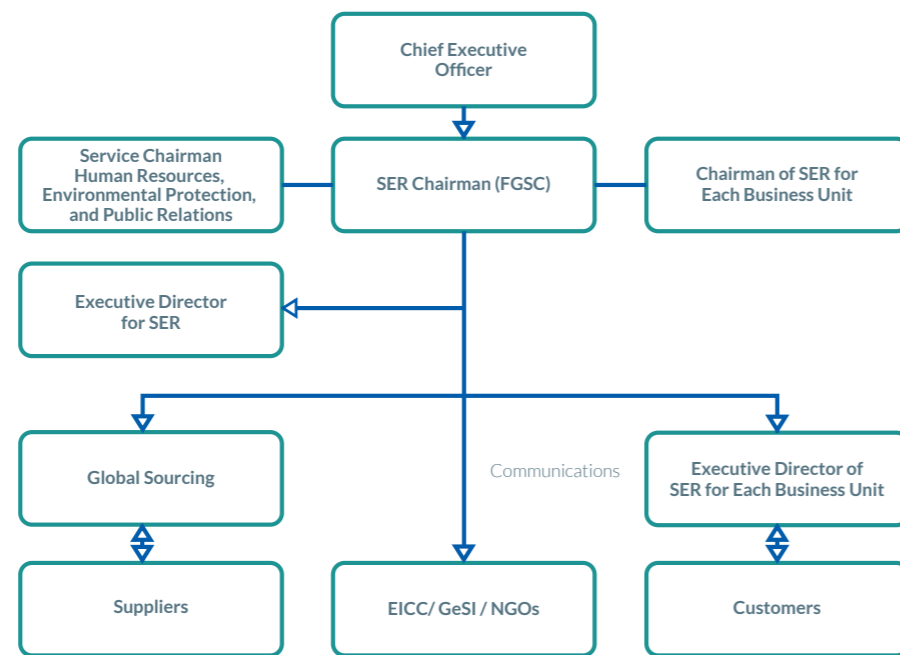 Chief Executive
Officer
Service Chairman
Human Resources,
Environmental Protection,
and Public Relations
SER Chairman (FGSC)
Chairman of SER for
Each Business Unit
Executive Director
for SER
Global Sourcing
Communications
Executive Director of
SER for Each Business Unit
Suppliers
EICC/ GeSI / NGOs
Customers